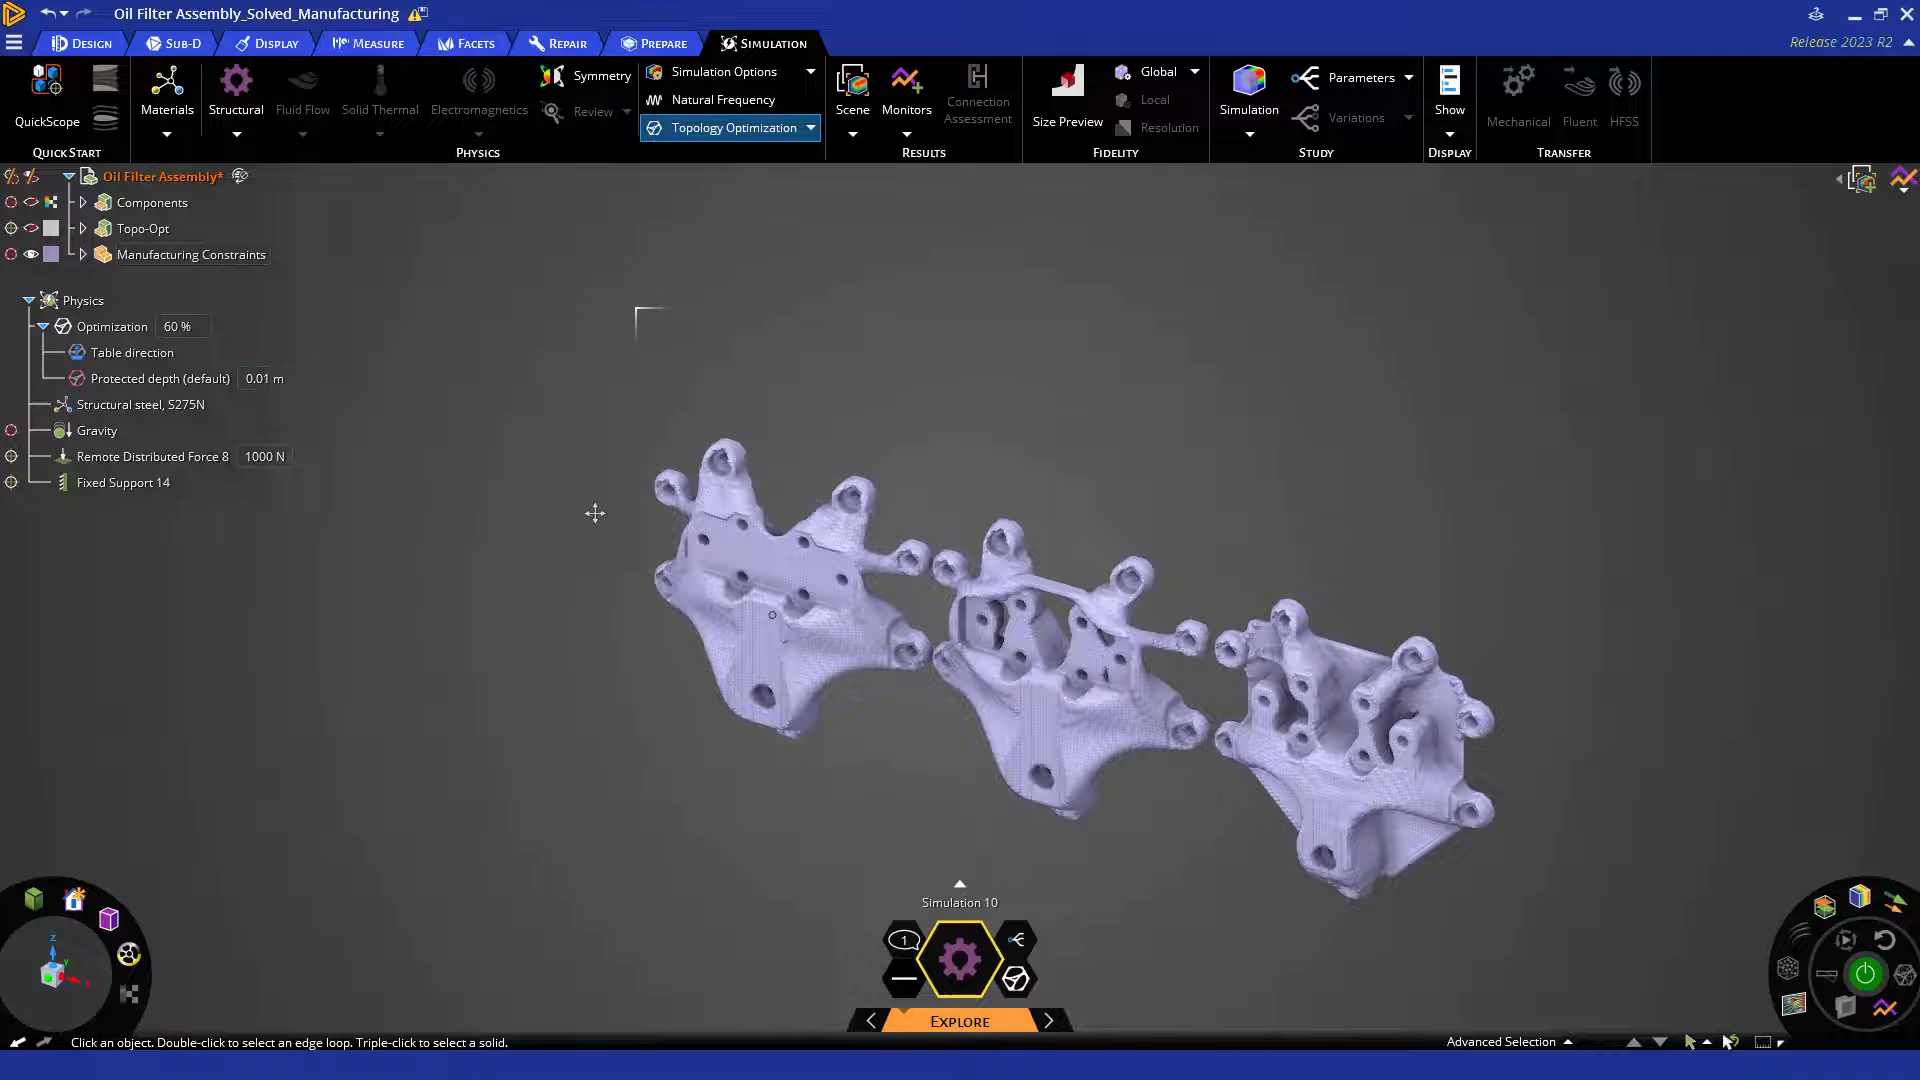 Oil Filter Assembly_Solved_Manufacturing
DESIGN
SUB-D
DISPLAY
MEASURE
FACETS
REPAIR
PREPARE
SIMULATION
Release 2023 R2
QuickScope
QUICK START
Materials
Structural
Fluid Flow
Solid Thermal
Electromagnetics
Symmetry
Review
PHYSICS
Simulation Options
Natural Frequency
Topology Optimization
Scene
Monitors
Connection
Assessment
RESULTS
Size Preview
Global
Local
Resolution
FIDELITY
Simulation
Parameters
Variations
STUDY
Show
DISPLAY
Mechanical
Fluent
HFSS
TRANSFER
Oil Filter Assembly*
Components
Topo-Opt
Manufacturing Constraints
Physics
Optimization 60 %
Table direction
Protected depth (default) 0.01 m
Structural steel, S275N
Gravity
Remote Distributed Force 8 1000 N
Fixed Support 14
Simulation 10
1
EXPLORE
Z
Y
X
Click an object. Double-click to select an edge loop. Triple-click to select a solid.
Advanced Selection